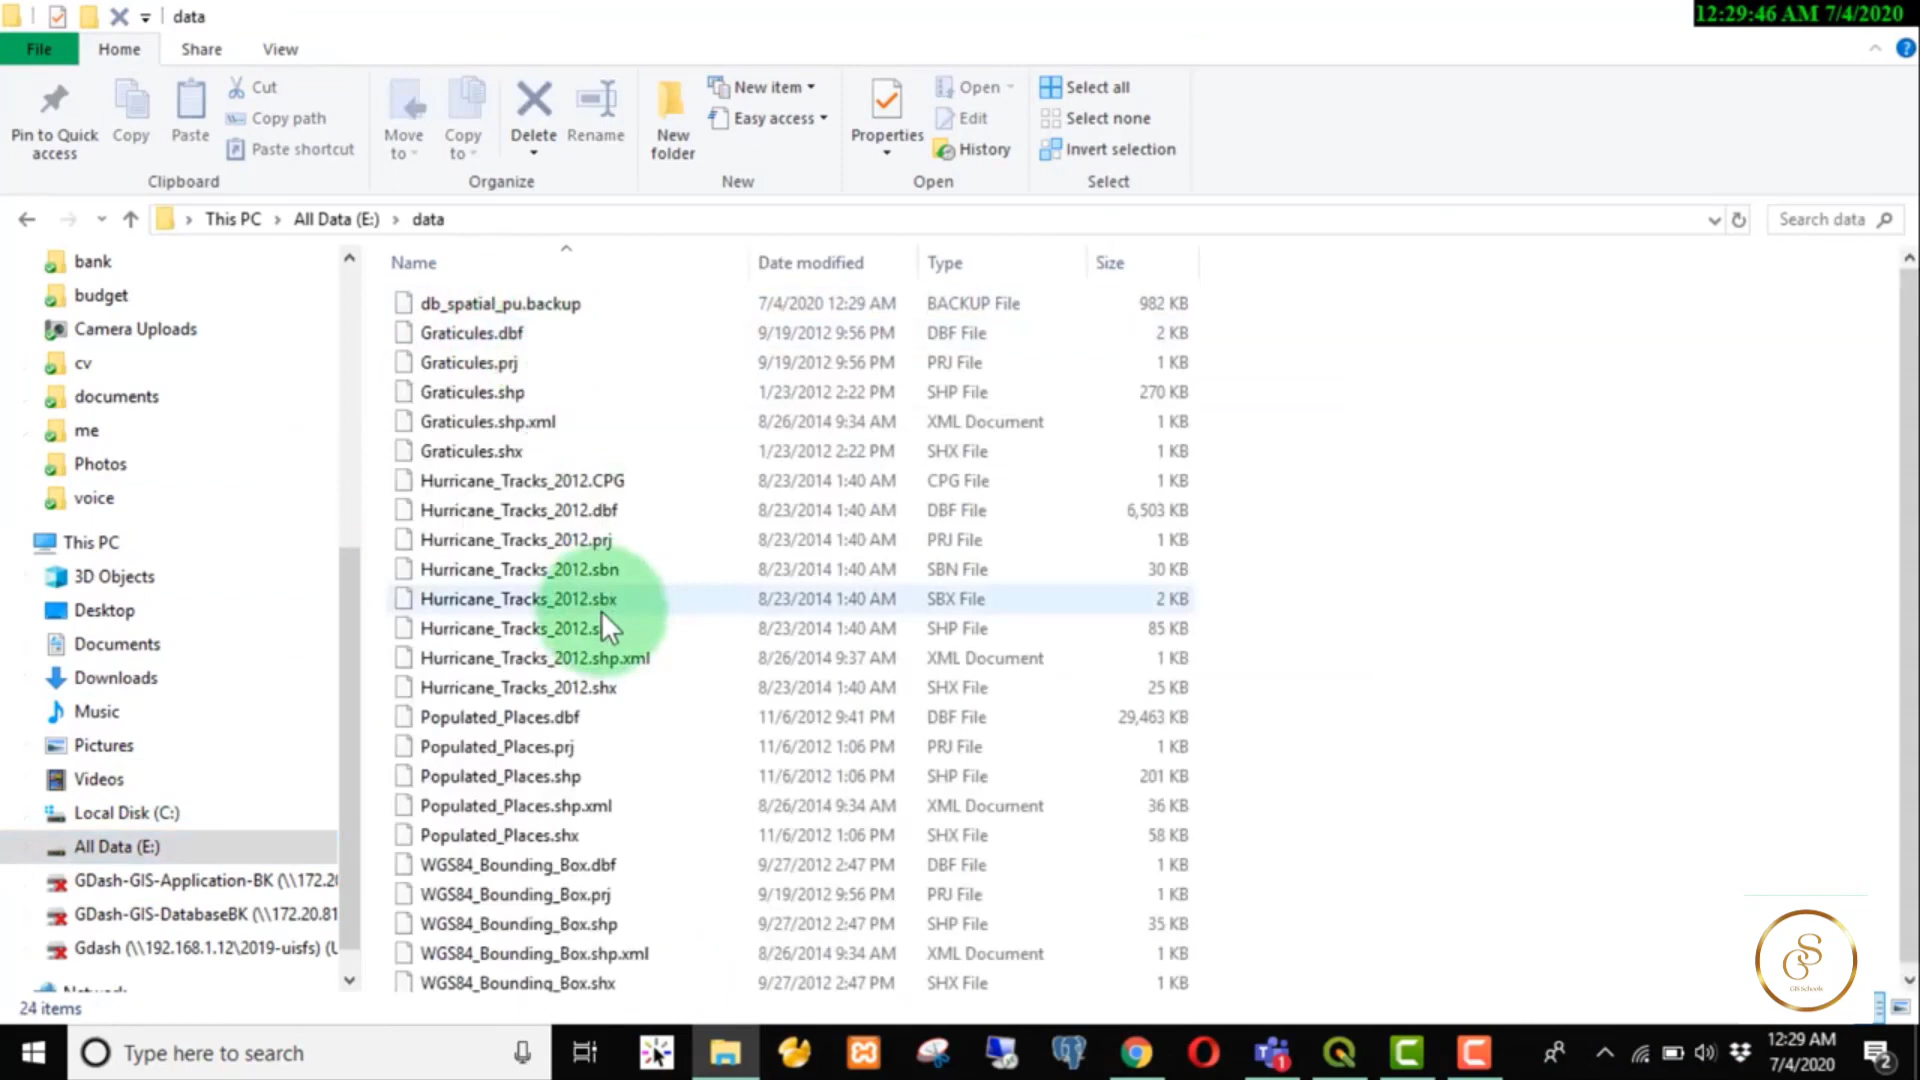 data
12:29:46 AM 7/4/2020
File Home Share View
Pin to Quick access
Copy
Paste
Cut
Copy path
Paste shortcut
Clipboard
Move to
Copy to
Delete
Rename
Organize
New folder
New item
Easy access
New
Properties
Open
Edit
History
Open
Select all
Select none
Invert selection
Select
This PC > All Data (E:) > data
Search data
bank
budget
Camera Uploads
cv
documents
me
Photos
voice
This PC
3D Objects
Desktop
Documents
Downloads
Music
Pictures
Videos
Local Disk (C:)
All Data (E:)
GDash-GIS-Application-BK (\\172.20
GDash-GIS-DatabaseBK (\\172.20.81
Gdash (\\192.168.1.12\2019-uisfs) (U
Network
Name Date modified Type Size
db_spatial_pu.backup 7/4/2020 12:29 AM BACKUP File 982 KB
Graticules.dbf 9/19/2012 9:56 PM DBF File 2 KB
Graticules.prj 9/19/2012 9:56 PM PRJ File 1 KB
Graticules.shp 1/23/2012 2:22 PM SHP File 270 KB
Graticules.shp.xml 8/26/2014 9:34 AM XML Document 1 KB
Graticules.shx 1/23/2012 2:22 PM SHX File 1 KB
Hurricane_Tracks_2012.CPG 8/23/2014 1:40 AM CPG File 1 KB
Hurricane_Tracks_2012.dbf 8/23/2014 1:40 AM DBF File 6,503 KB
Hurricane_Tracks_2012.prj 8/23/2014 1:40 AM PRJ File 1 KB
Hurricane_Tracks_2012.sbn 8/23/2014 1:40 AM SBN File 30 KB
Hurricane_Tracks_2012.sbx 8/23/2014 1:40 AM SBX File 2 KB
Hurricane_Tracks_2012.s 8/23/2014 1:40 AM SHP File 85 KB
Hurricane_Tracks_2012.shp.xml 8/26/2014 9:37 AM XML Document 1 KB
Hurricane_Tracks_2012.shx 8/23/2014 1:40 AM SHX File 25 KB
Populated_Places.dbf 11/6/2012 9:41 PM DBF File 29,463 KB
Populated_Places.prj 11/6/2012 1:06 PM PRJ File 1 KB
Populated_Places.shp 11/6/2012 1:06 PM SHP File 201 KB
Populated_Places.shp.xml 8/26/2014 9:34 AM XML Document 36 KB
Populated_Places.shx 11/6/2012 1:06 PM SHX File 58 KB
WGS84_Bounding_Box.dbf 9/27/2012 2:47 PM DBF File 1 KB
WGS84_Bounding_Box.prj 9/19/2012 9:56 PM PRJ File 1 KB
WGS84_Bounding_Box.shp 9/27/2012 2:47 PM SHP File 35 KB
WGS84_Bounding_Box.shp.xml 8/26/2014 9:34 AM XML Document 1 KB
WGS84_Bounding_Box.shx 9/27/2012 2:47 PM SHX File 1 KB
GIS Schools
24 items
Type here to search
12:29 AM
7/4/2020
2